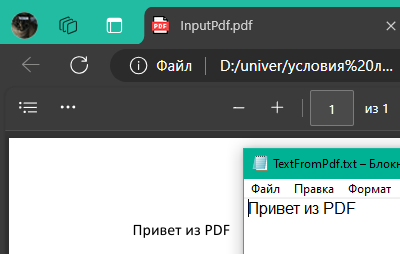 InputPdf.pdf
Файл
D:/univer/условия%20л...
1
из 1
TextFromPdf.txt – Блокн
Файл Правка Формат
Привет из PDF
Привет из PDF